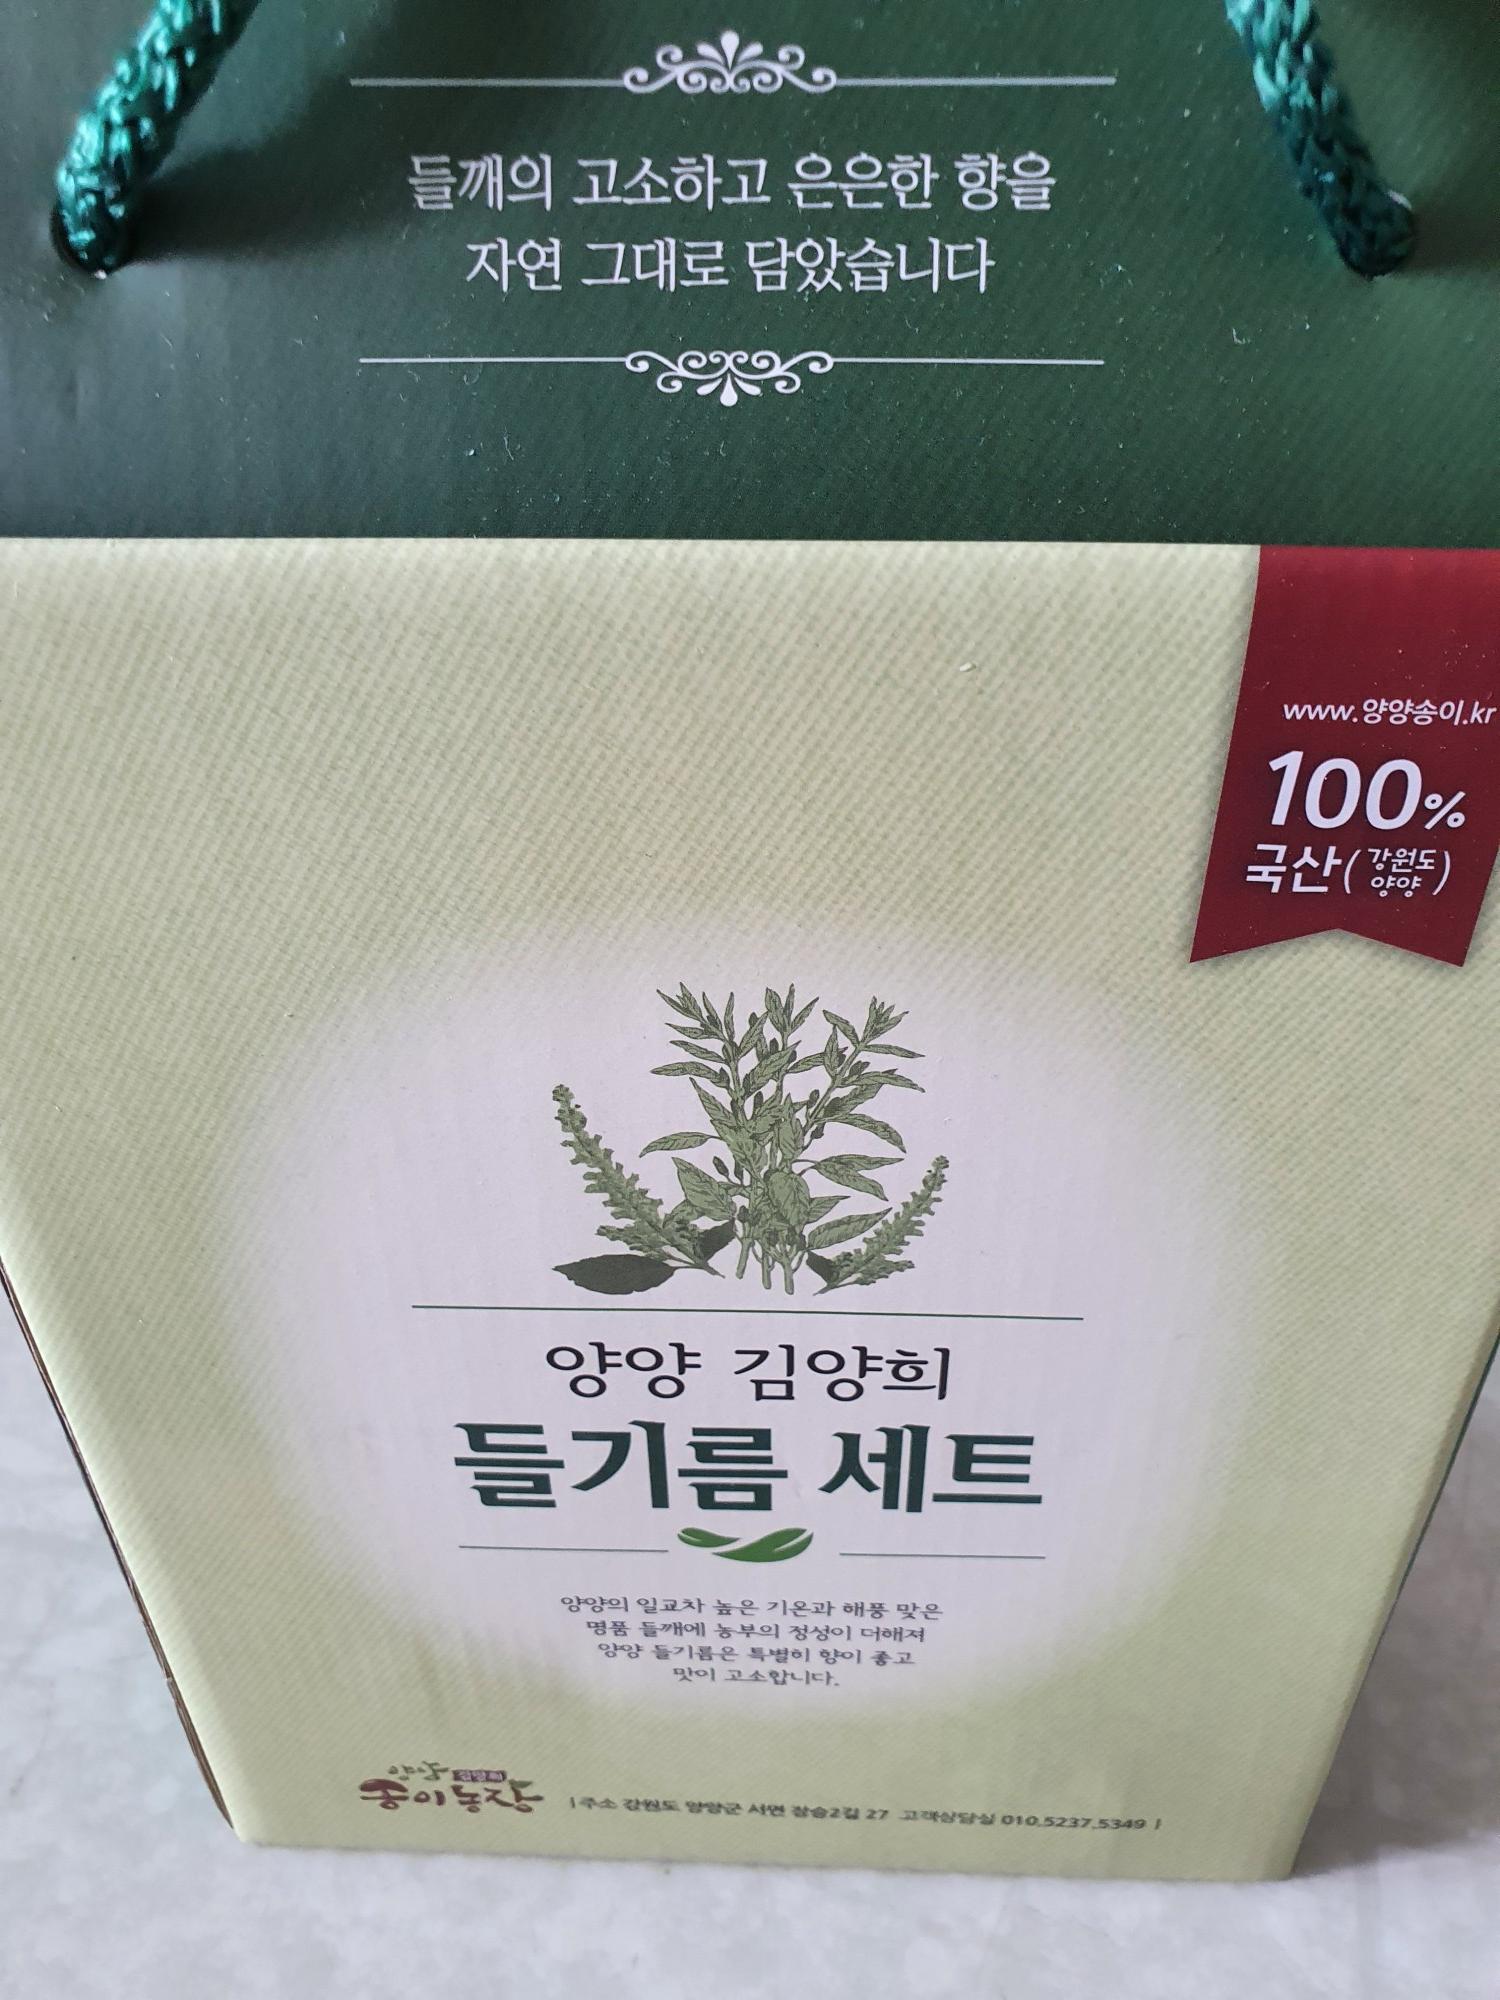 들깨의 고소하고 은은한 향을
자연 그대로 담았습니다
www.양양송이.kr
100%
국산(강원도 양양)
양양 김양희
들기름 세트
양양의 일교차 높은 기온과 해풍 맞은
명품 들깨에 농부의 정성이 더해져
양양 들기름은 특별히 향이 좋고
맛이 고소합니다.
양양 김양희
송이농장
|주소 강원도 양양군 서면 장승2길 27 고객상담실 010.5237.5349 |